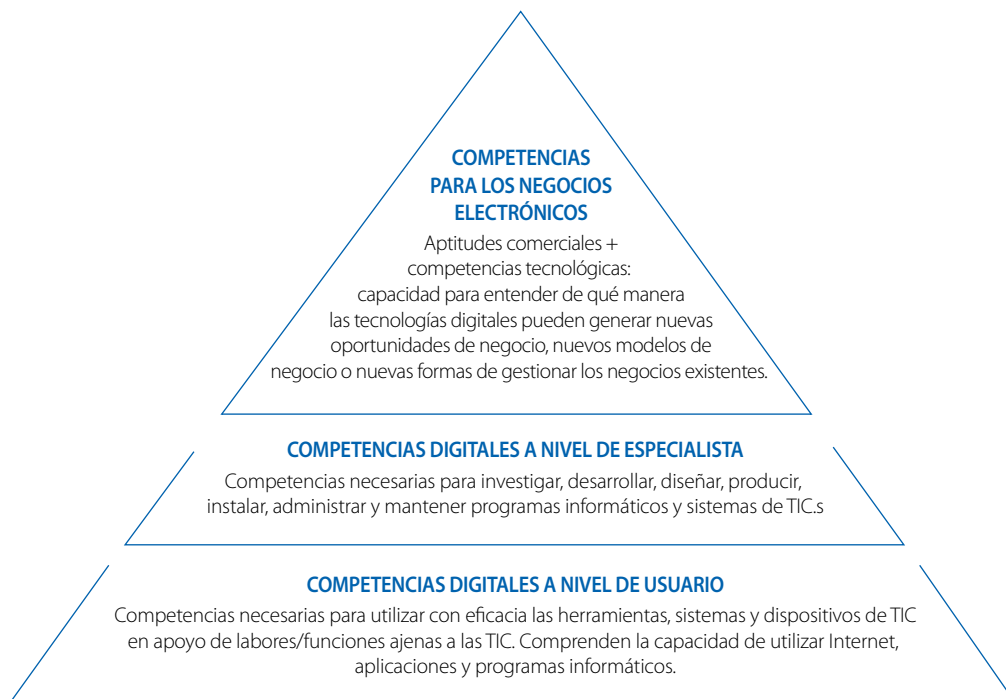 COMPETENCIAS
PARA LOS NEGOCIOS
ELECTRÓNICOS
Aptitudes comerciales +
competencias tecnológicas:
capacidad para entender de qué manera
las tecnologías digitales pueden generar nuevas
oportunidades de negocio, nuevos modelos de
negocio o nuevas formas de gestionar los negocios existentes.
COMPETENCIAS DIGITALES A NIVEL DE ESPECIALISTA
Competencias necesarias para investigar, desarrollar, diseñar, producir,
instalar, administrar y mantener programas informáticos y sistemas de TIC.s
COMPETENCIAS DIGITALES A NIVEL DE USUARIO
Competencias necesarias para utilizar con eficacia las herramientas, sistemas y dispositivos de TIC
en apoyo de labores/funciones ajenas a las TIC. Comprenden la capacidad de utilizar Internet,
aplicaciones y programas informáticos.